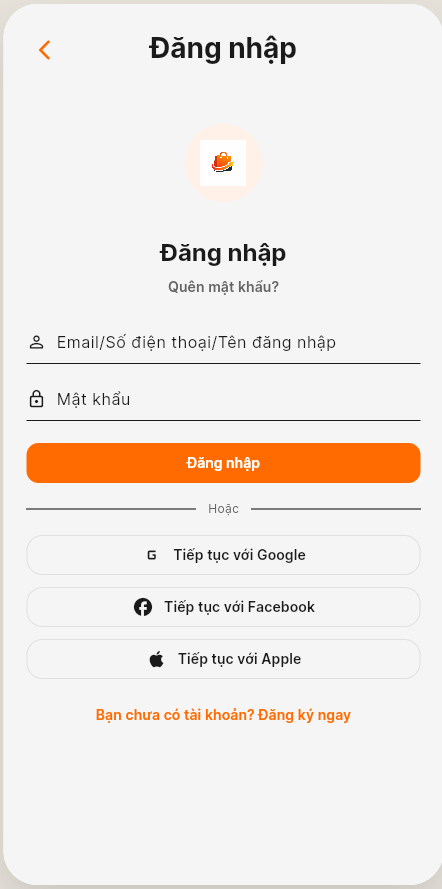 Đăng nhập
Đăng nhập
Quên mật khẩu?
Email/Số điện thoại/Tên đăng nhập
Mật khẩu
Đăng nhập
Hoặc
G Tiếp tục với Google
Tiếp tục với Facebook
Tiếp tục với Apple
Bạn chưa có tài khoản? Đăng ký ngay